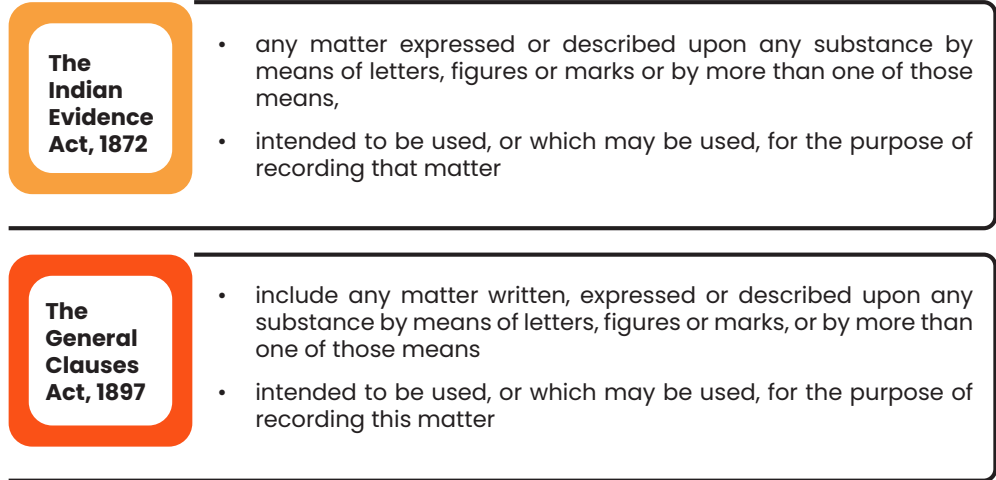 The
Indian
Evidence
Act, 1872
• any matter expressed or described upon any substance by
means of letters, figures or marks or by more than one of those
means,
• intended to be used, or which may be used, for the purpose of
recording that matter
The
General
Clauses
Act, 1897
• include any matter written, expressed or described upon any
substance by means of letters, figures or marks, or by more than
one of those means
• intended to be used, or which may be used, for the purpose of
recording this matter